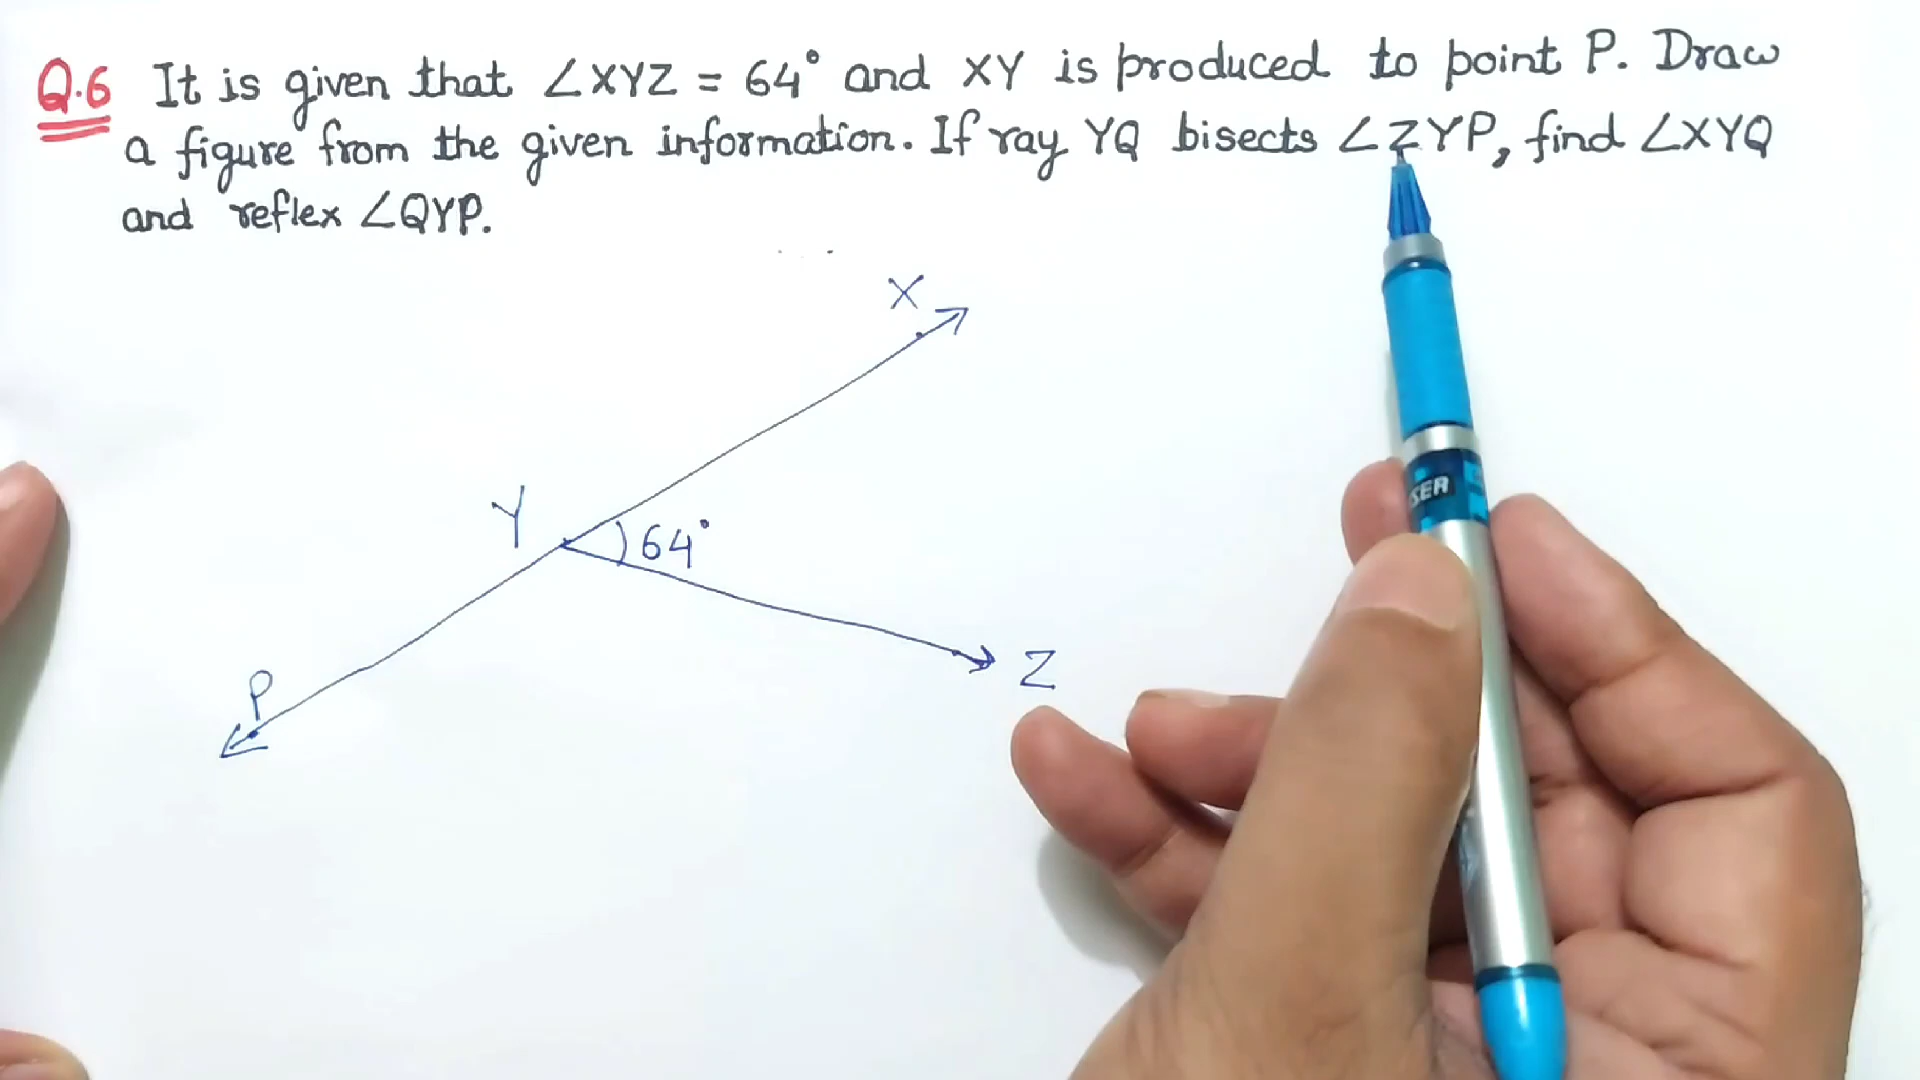 Q.6 It is given that ∠XYZ = 64° and XY is produced to point P. Draw
a figure from the given information. If ray YQ bisects ∠ZYP, find ∠XYQ
and reflex ∠QYP.
X
Y
64°
P
Z